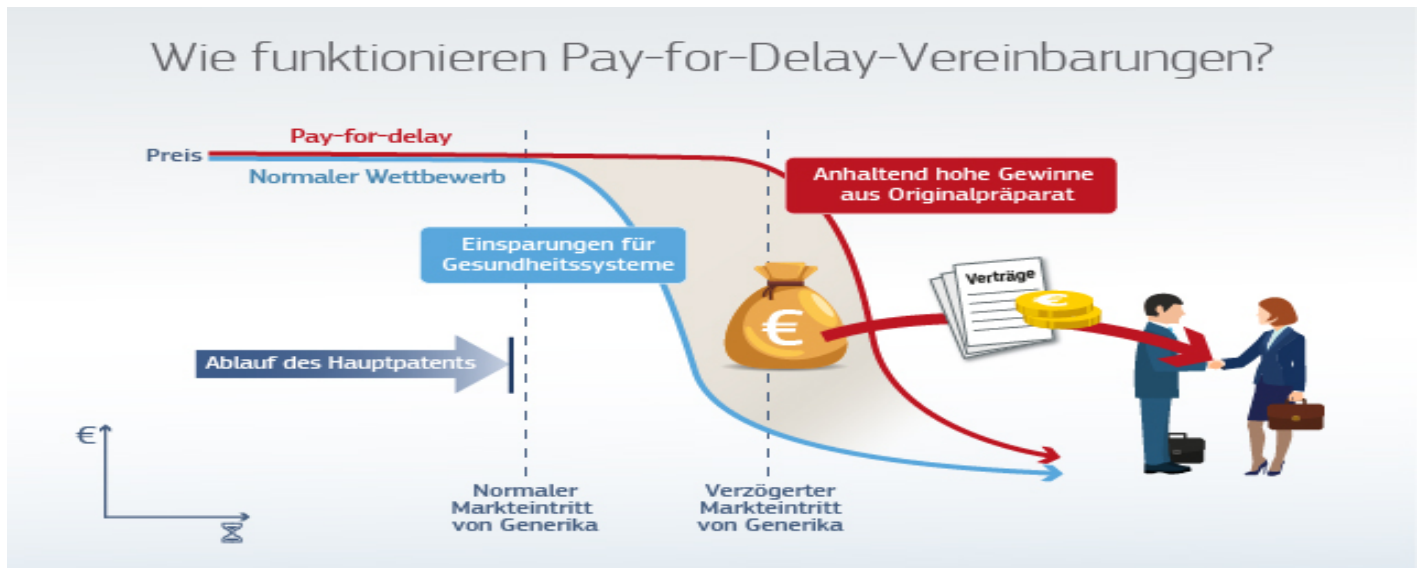 Wie funktionieren Pay-for-Delay-Vereinbarungen?
Pay-for-delay
Preis
Normaler Wettbewerb
Anhaltend hohe Gewinne
aus Originalpräparat
Einsparungen für
Gesundheitssysteme
Verträge
€
€
Ablauf des Hauptpatents
€
Normaler
Markteintritt
von Generika
Verzögerter
Markteintritt
von Generika